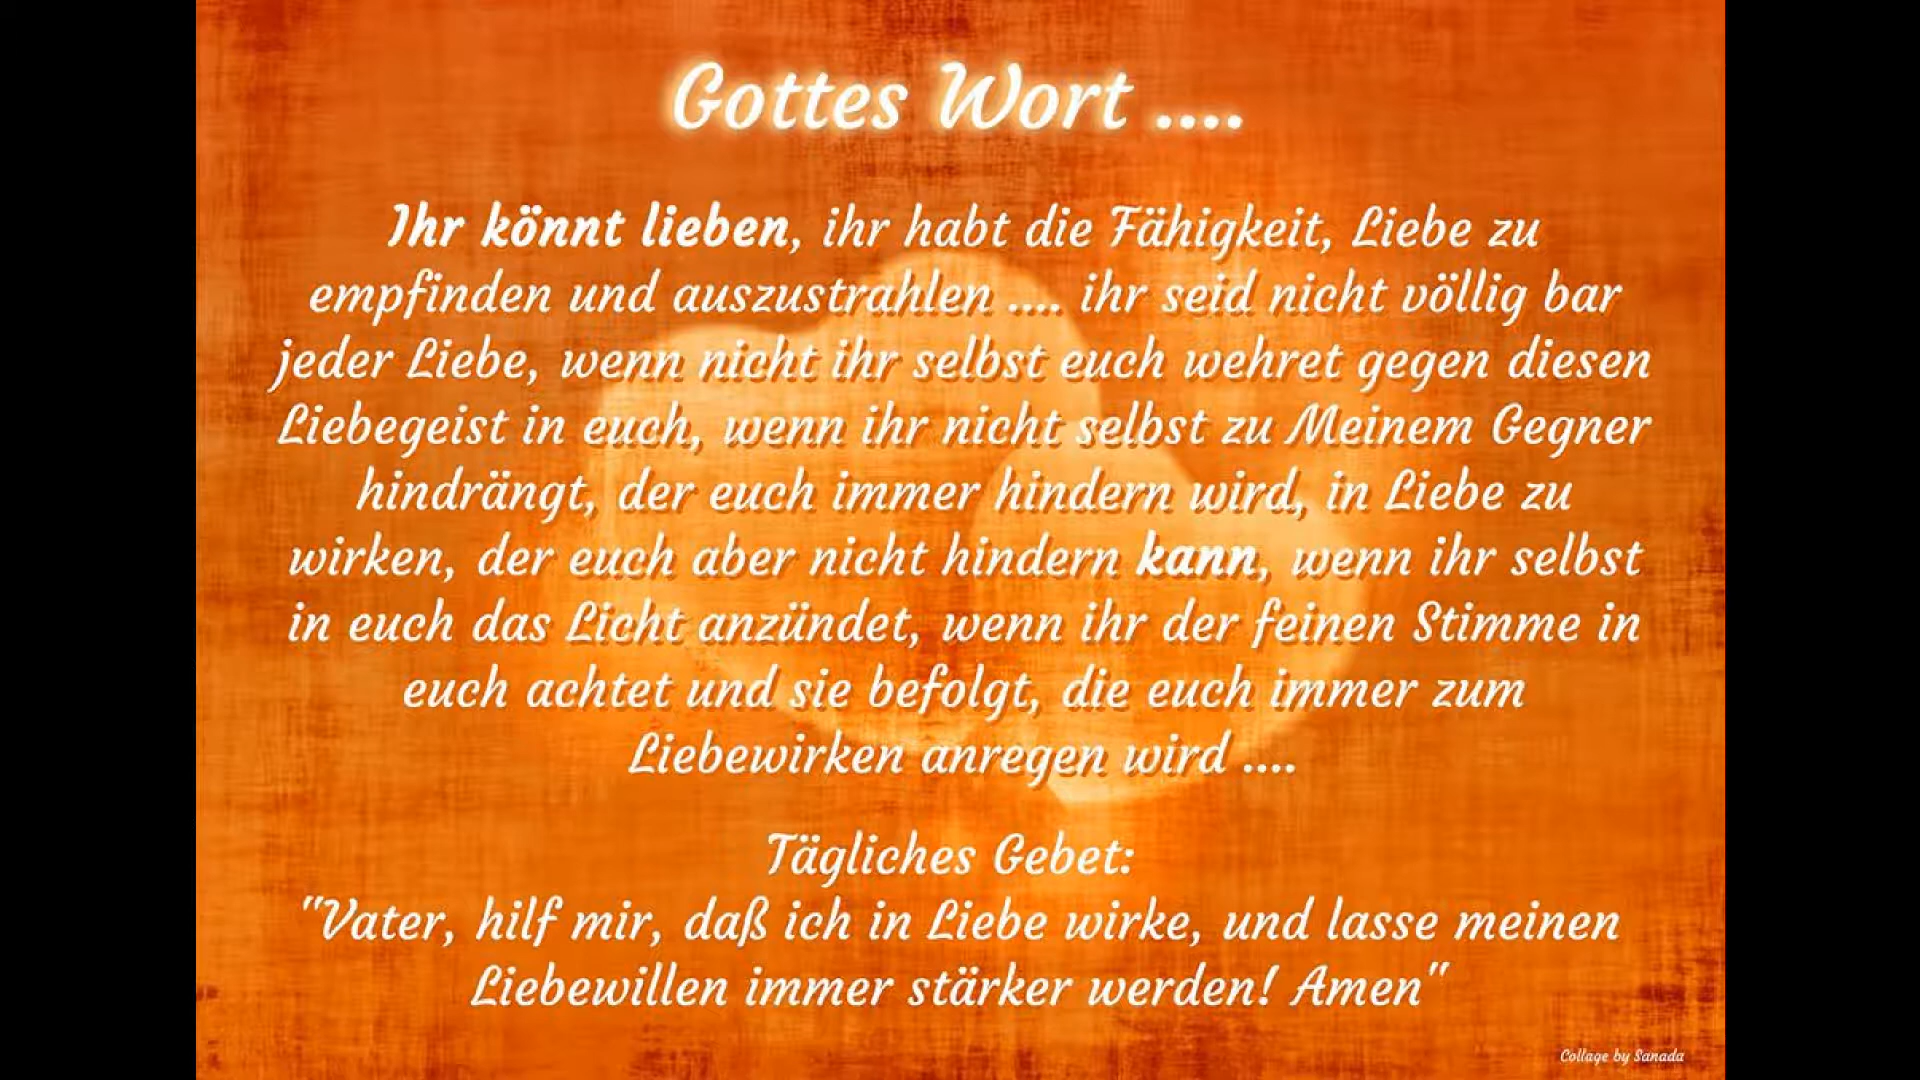 Gottes Wort ....
Ihr könnt lieben, ihr habt die Fähigkeit, Liebe zu
empfinden und auszustrahlen .... ihr seid nicht völlig bar
jeder Liebe, wenn nicht ihr selbst euch wehret gegen diesen
Liebegeist in euch, wenn ihr nicht selbst zu Meinem Gegner
hindrängt, der euch immer hindern wird, in Liebe zu
wirken, der euch aber nicht hindern kann, wenn ihr selbst
in euch das Licht anzündet, wenn ihr der feinen Stimme in
euch achtet und sie befolgt, die euch immer zum
Liebewirken anregen wird ....
Tägliches Gebet:
"Vater, hilf mir, daß ich in Liebe wirke, und lasse meinen
Liebewillen immer stärker werden! Amen"
Collage by Sanada